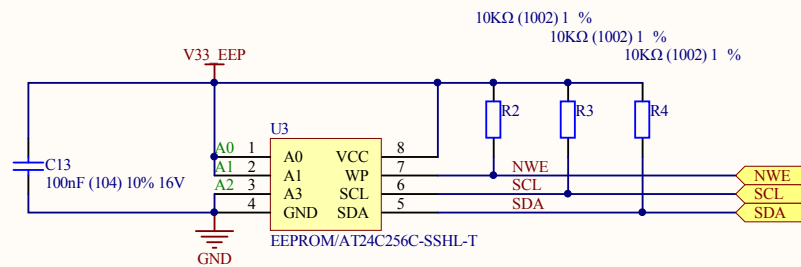 10KΩ (1002) 1 %
10KΩ (1002) 1 %
10KΩ (1002) 1 %
V33_EEP
U3
R2
R3
R4
A0 1 A0 VCC 8
A1 2 A1 WP 7 NWE NWE
A2 3 A3 SCL 6 SCL SCL
4 GND SDA 5 SDA SDA
C13
100nF (104) 10% 16V
EEPROM/AT24C256C-SSHL-T
GND